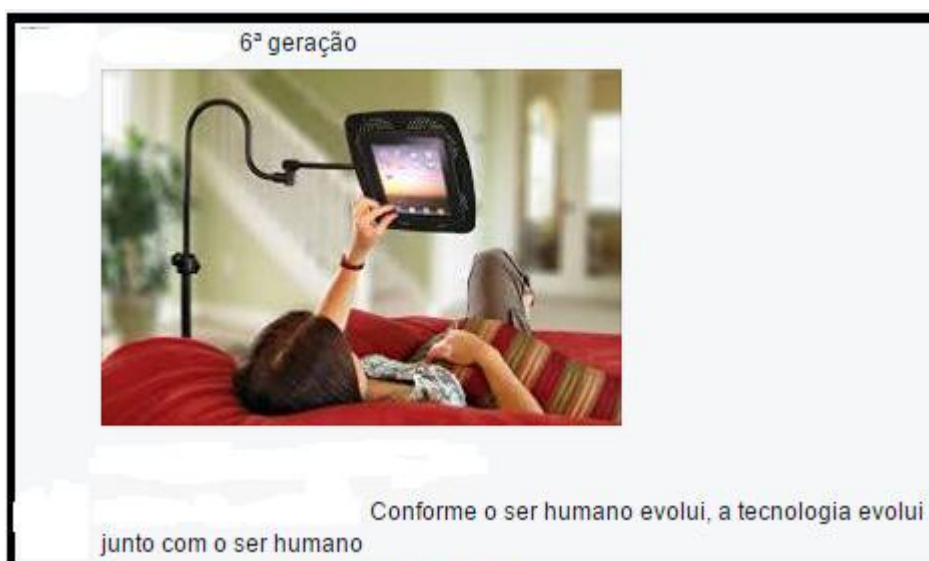 6ª geração
Conforme o ser humano evolui, a tecnologia evolui
junto com o ser humano